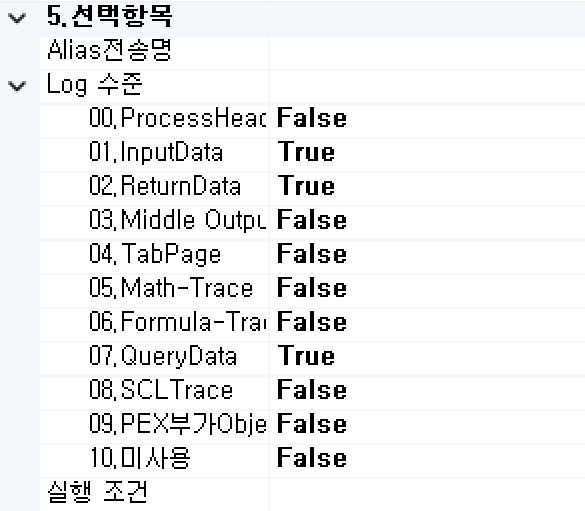 5.선택항목
Alias전송명
Log 수준
00.ProcessHeac False
01.InputData True
02.ReturnData True
03.Middle Outpu False
04.TabPage False
05.Math-Trace False
06.Formula-Trac False
07.QueryData True
08.SCLTrace False
09.PEX부가Obje False
10.미사용 False
실행 조건